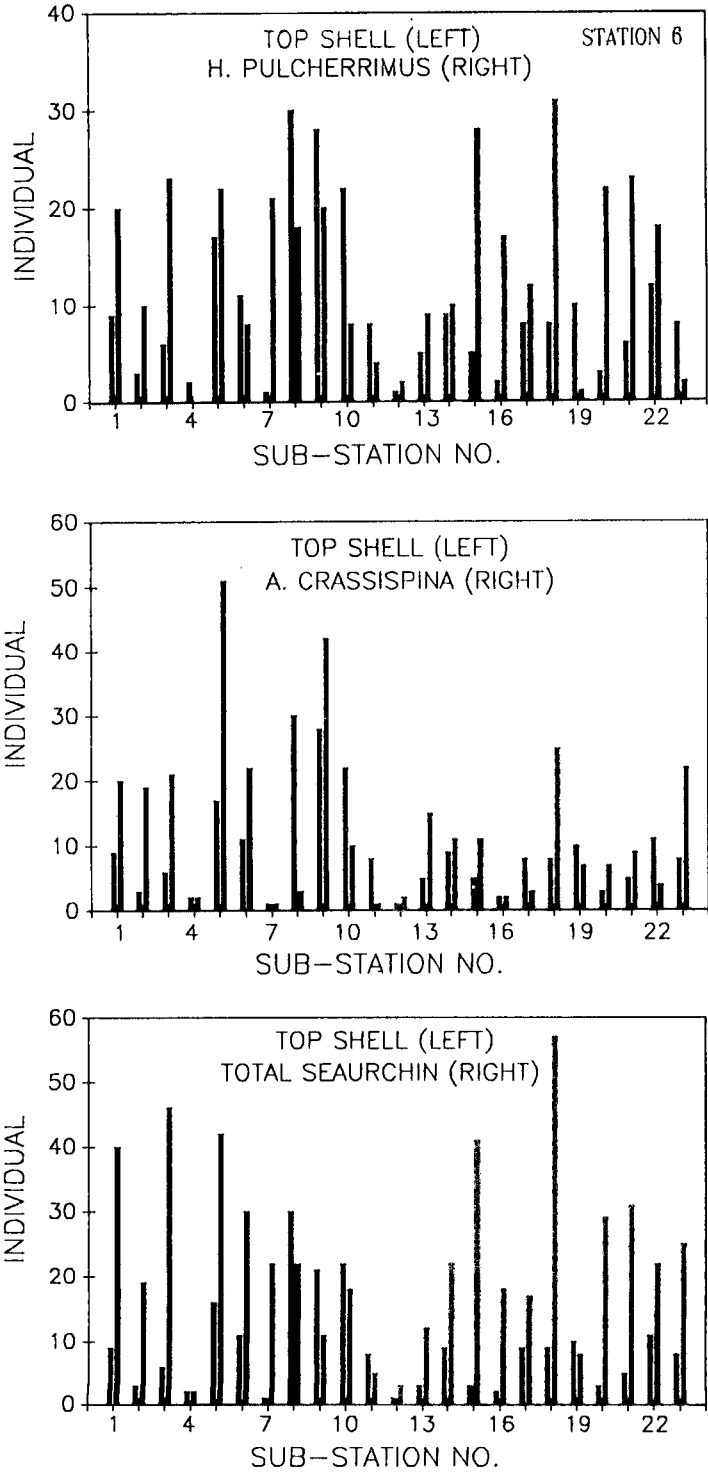 40
TOP SHELL (LEFT)
STATION 6
H. PULCHERRIMUS (RIGHT)
30
INDIVIDUAL
20
10
0
1 4 7 10 13 16 19 22
SUB-STATION NO.
60
TOP SHELL (LEFT)
50
A. CRASSISPINA (RIGHT)
40
INDIVIDUAL
30
20
10
0
1 4 7 10 13 16 19 22
SUB-STATION NO.
60
TOP SHELL (LEFT)
50
TOTAL SEAURCHIN (RIGHT)
40
INDIVIDUAL
30
20
10
0
1 4 7 10 13 16 19 22
SUB-STATION NO.